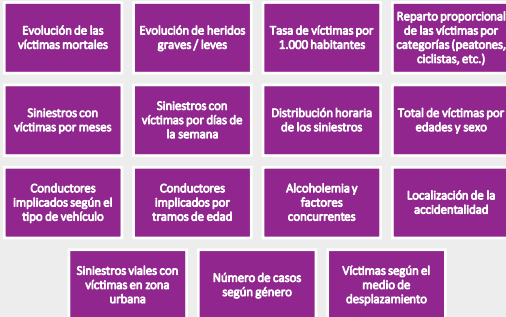 Evolución de las
víctimas mortales
Evolución de heridos
graves / leves
Tasa de víctimas por
1.000 habitantes
Reparto proporcional
de las víctimas por
categorías (peatones,
ciclistas, etc.)
Siniestros con
víctimas por meses
Siniestros con
víctimas por días de
la semana
Distribución horaria
de los siniestros
Total de víctimas por
edades y sexo
Conductores
implicados según el
tipo de vehículo
Conductores
implicados por
tramos de edad
Alcoholemia y
factores
concurrentes
Localización de la
accidentalidad
Siniestros viales con
víctimas en zona
urbana
Número de casos
según género
Víctimas según el
medio de
desplazamiento